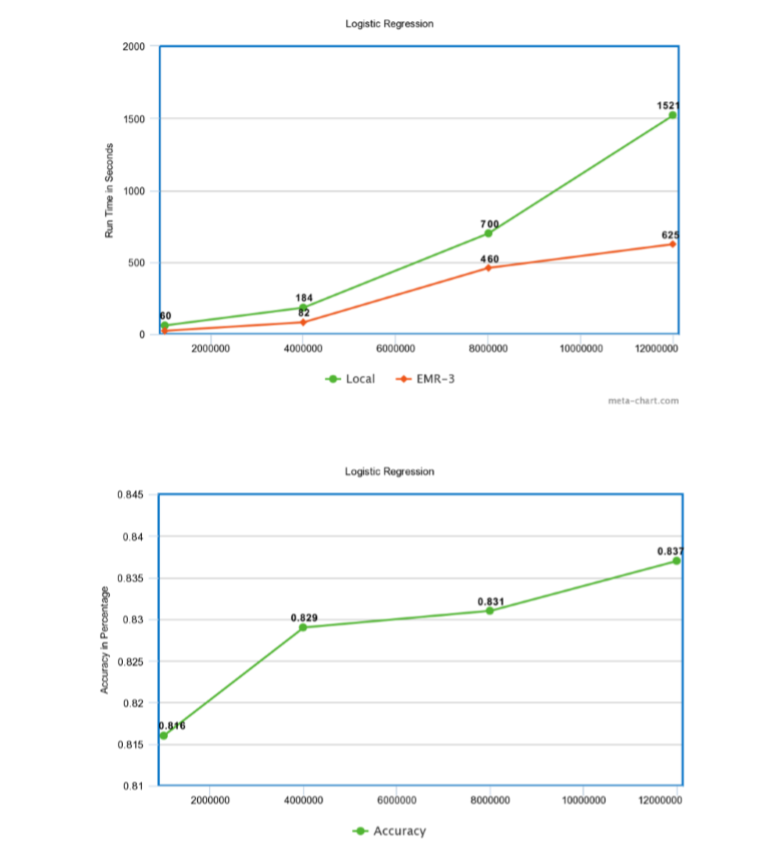 Logistic Regression
2000
1500
1000
500
0
Run Time in Seconds
1521
700
625
460
184
82
60
2000000 4000000 6000000 8000000 10000000 12000000
Local EMR-3
meta-chart.com
Logistic Regression
0.845
0.84
0.835
0.83
0.825
0.82
0.815
0.81
Accuracy in Percentage
0.837
0.831
0.829
0.816
2000000 4000000 6000000 8000000 10000000 12000000
Accuracy